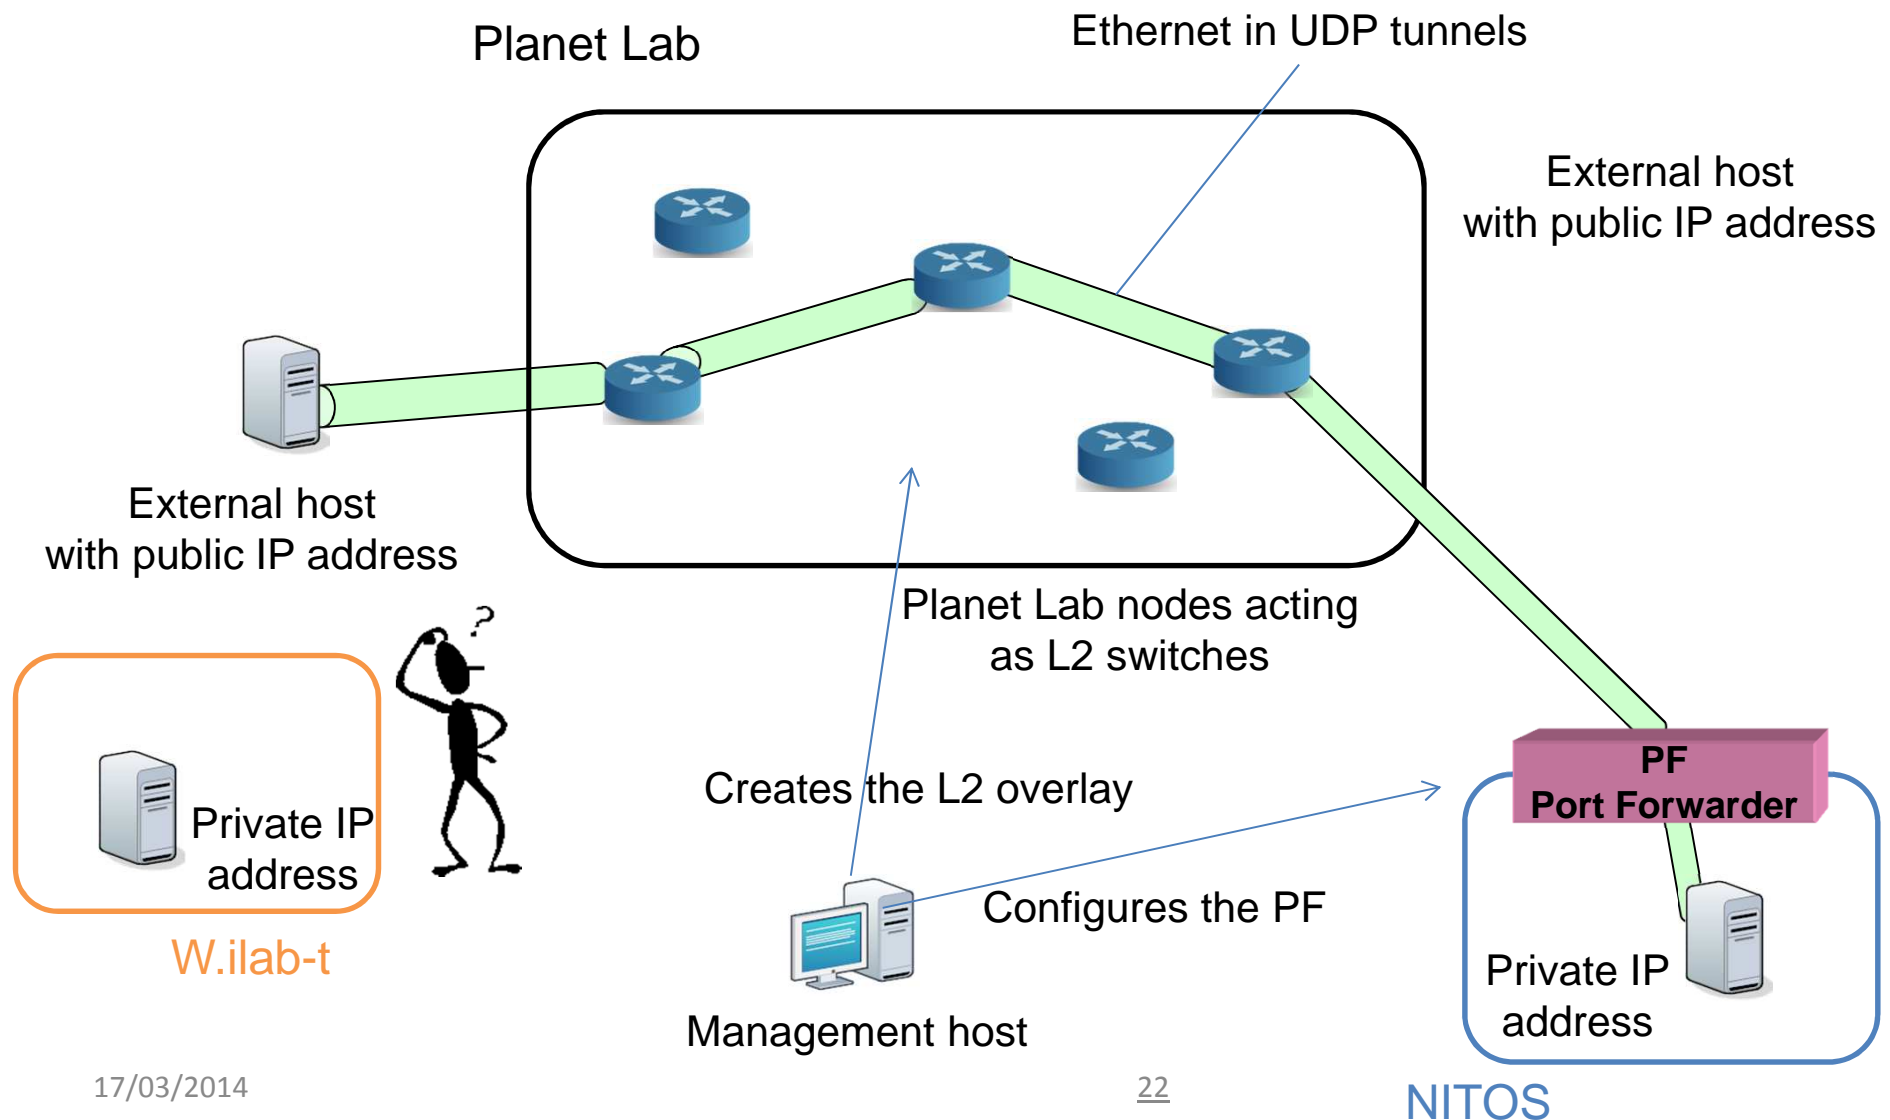 Planet Lab
Ethernet in UDP tunnels
External host
with public IP address
External host
with public IP address
?
Planet Lab nodes acting
as L2 switches
Creates the L2 overlay
PF
Port Forwarder
Private IP
address
Configures the PF
W.ilab-t
Private IP
address
Management host
17/03/2014
22
NITOS